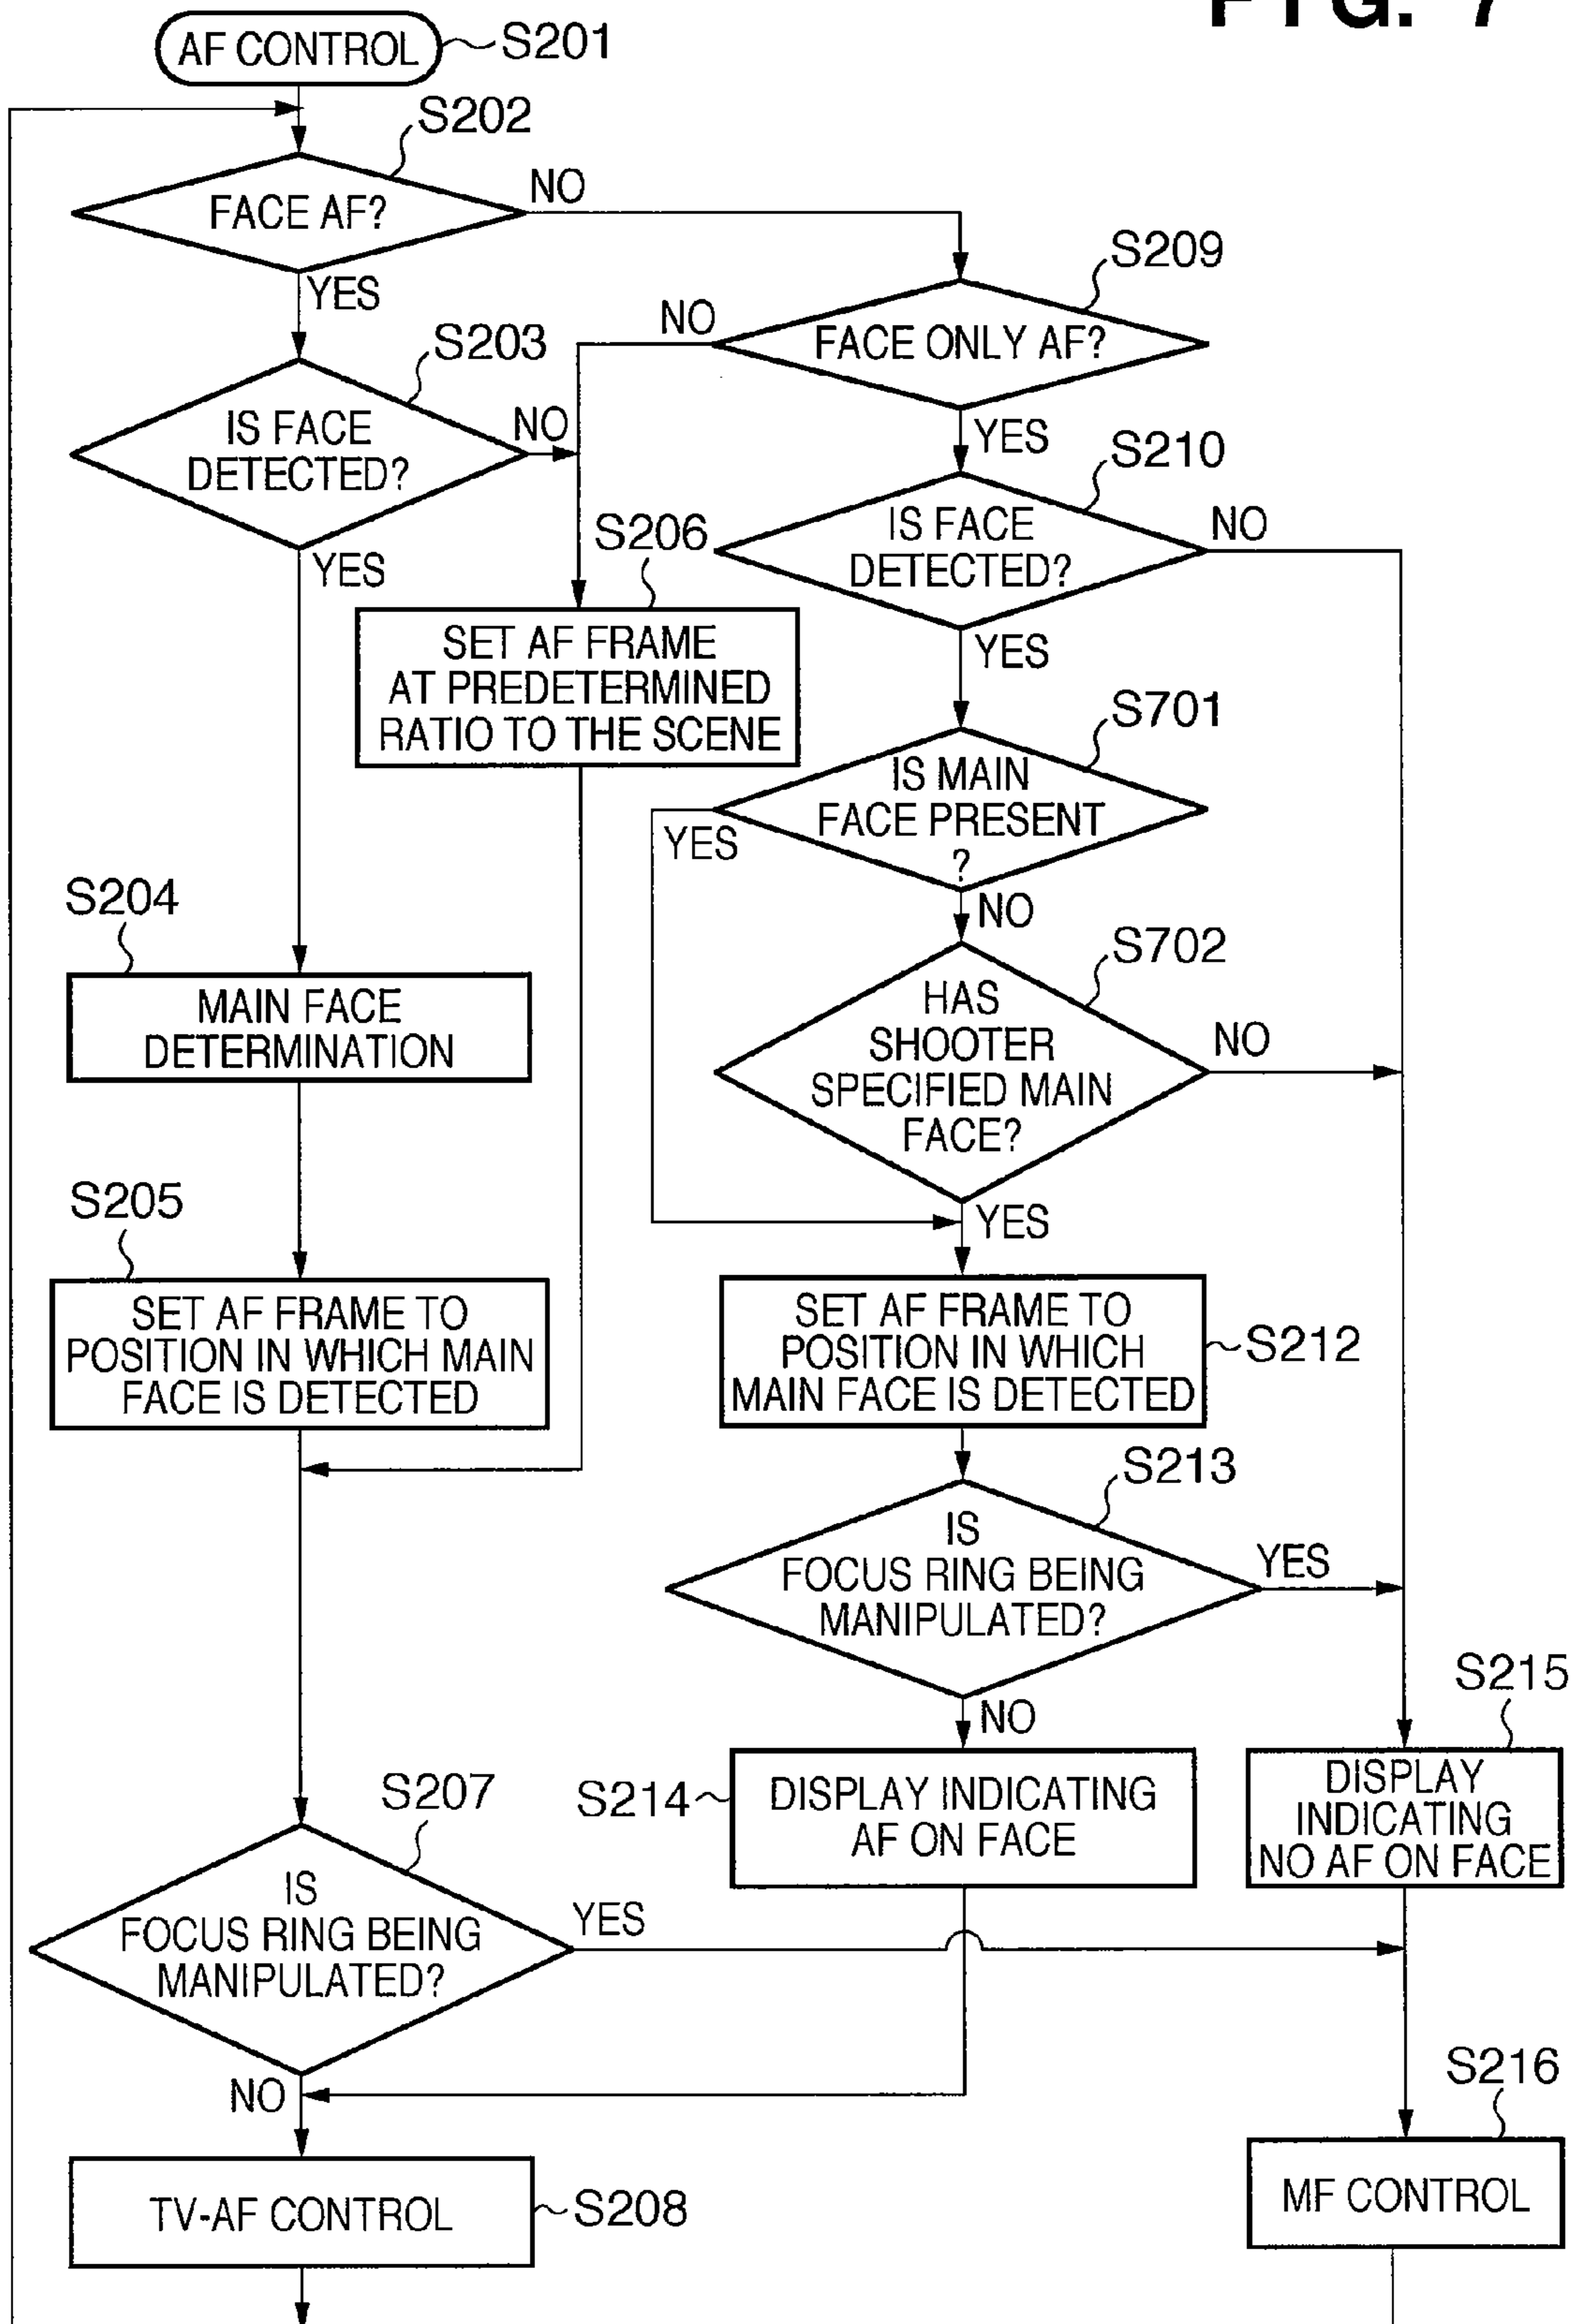 FIG. 7
AF CONTROL
S201
S202
FACE AF?
NO
YES
S209
FACE ONLY AF?
NO
YES
S203
IS FACE
DETECTED?
NO
YES
S210
IS FACE
DETECTED?
NO
YES
S206
SET AF FRAME
AT PREDETERMINED
RATIO TO THE SCENE
S701
IS MAIN
FACE PRESENT
?
YES
NO
S204
MAIN FACE
DETERMINATION
S702
HAS
SHOOTER
SPECIFIED MAIN
FACE?
NO
YES
S205
SET AF FRAME TO
POSITION IN WHICH MAIN
FACE IS DETECTED
SET AF FRAME TO
POSITION IN WHICH
MAIN FACE IS DETECTED
S212
S213
IS
FOCUS RING BEING
MANIPULATED?
YES
NO
S214
DISPLAY INDICATING
AF ON FACE
S215
DISPLAY
INDICATING
NO AF ON FACE
S207
IS
FOCUS RING BEING
MANIPULATED?
YES
NO
TV-AF CONTROL
S208
S216
MF CONTROL